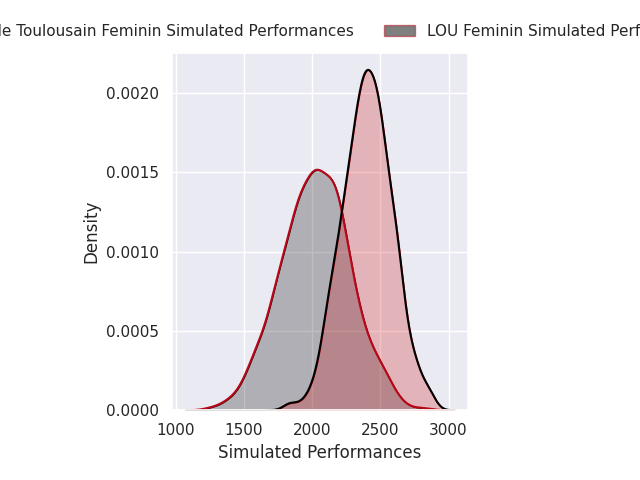 le Toulousain Feminin Simulated Performances LOU Feminin Simulated Perf
0.0020
0.0015
0.0010
0.0005
0.0000
Density
1000 1500 2000 2500 3000
Simulated Performances